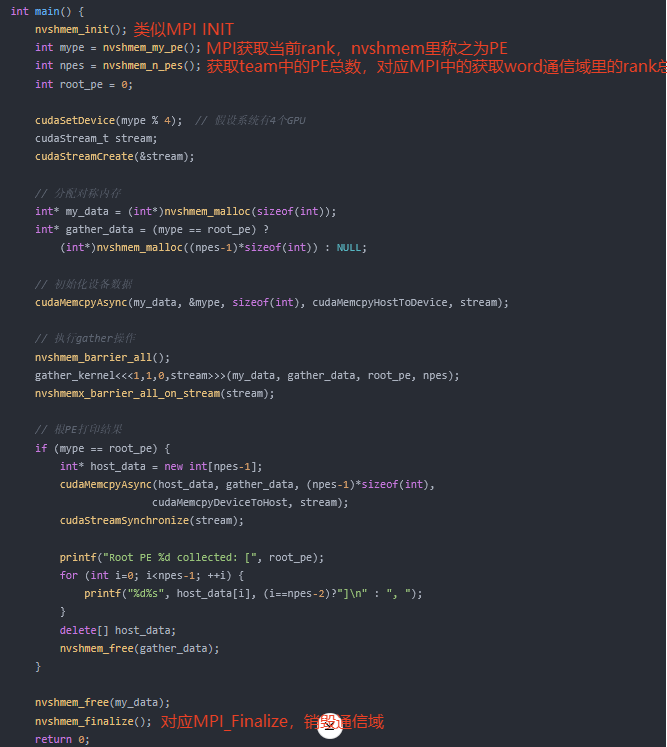 int main() {
nvshmem_init(); 类似MPI INIT
int mype = nvshmem_my_pe(); MPI获取当前rank，nvshmem里称之为PE
int npes = nvshmem_n_pes(); 获取team中的PE总数，对应MPI中的获取word通信域里的rank总
int root_pe = 0;
cudaSetDevice(mype % 4);  // 假设系统有4个GPU
cudaStream_t stream;
cudaStreamCreate(&stream);
// 分配对称内存
int* my_data = (int*)nvshmem_malloc(sizeof(int));
int* gather_data = (mype == root_pe) ?
(int*)nvshmem_malloc((npes-1)*sizeof(int)) : NULL;
// 初始化设备数据
cudaMemcpyAsync(my_data, &mype, sizeof(int), cudaMemcpyHostToDevice, stream);
// 执行gather操作
nvshmem_barrier_all();
gather_kernel<<<1,1,0,stream>>>(my_data, gather_data, root_pe, npes);
nvshmemx_barrier_all_on_stream(stream);
// 根PE打印结果
if (mype == root_pe) {
int* host_data = new int[npes-1];
cudaMemcpyAsync(host_data, gather_data, (npes-1)*sizeof(int),
cudaMemcpyDeviceToHost, stream);
cudaStreamSynchronize(stream);
printf("Root PE %d collected: [", root_pe);
for (int i=0; i<npes-1; ++i) {
printf("%d%s", host_data[i], (i==npes-2)?"]\n" : ", ");
}
delete[] host_data;
nvshmem_free(gather_data);
}
nvshmem_free(my_data);
nvshmem_finalize(); 对应MPI_Finalize，销毁通信域
return 0;